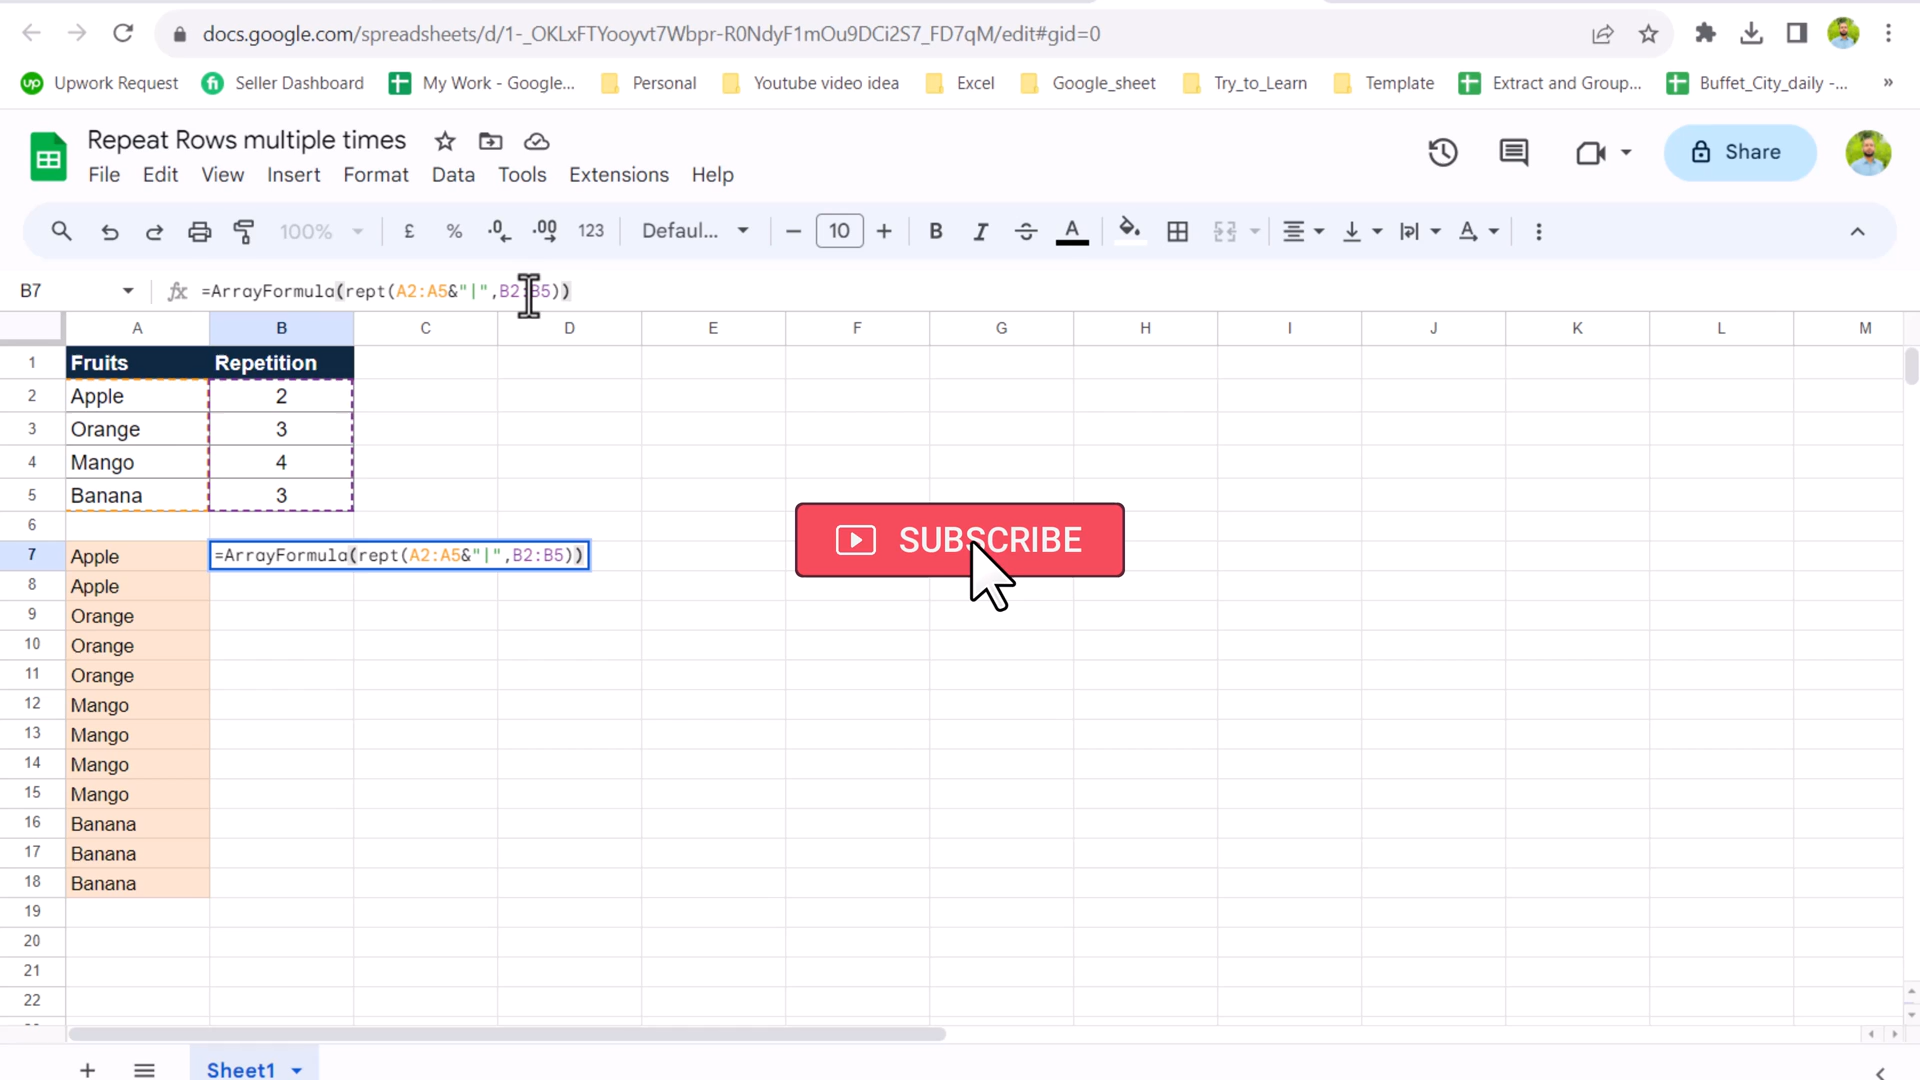 docs.google.com/spreadsheets/d/1-_OKLxFTYooyvt7Wbpr-R0NdyF1mOu9DCi2S7_FD7qM/edit#gid=0
up Upwork Request fi Seller Dashboard My Work - Google... Personal Youtube video idea Excel Google_sheet Try_to_Learn Template Extract and Group... Buffet_City_daily -... »
Repeat Rows multiple times
File Edit View Insert Format Data Tools Extensions Help
Share
100% £ % .0 .00 123 Defaul... − 10 + B I S A
B7 fx =ArrayFormula(rept(A2:A5&"|",B2:B5))
A B C D E F G H I J K L M
1 Fruits Repetition
2 Apple 2
3 Orange 3
4 Mango 4
5 Banana 3
6
7 Apple =ArrayFormula(rept(A2:A5&"|",B2:B5))
8 Apple
9 Orange
10 Orange
11 Orange
12 Mango
13 Mango
14 Mango
15 Mango
16 Banana
17 Banana
18 Banana
19
20
21
22
SUBSCRIBE
+ Sheet1